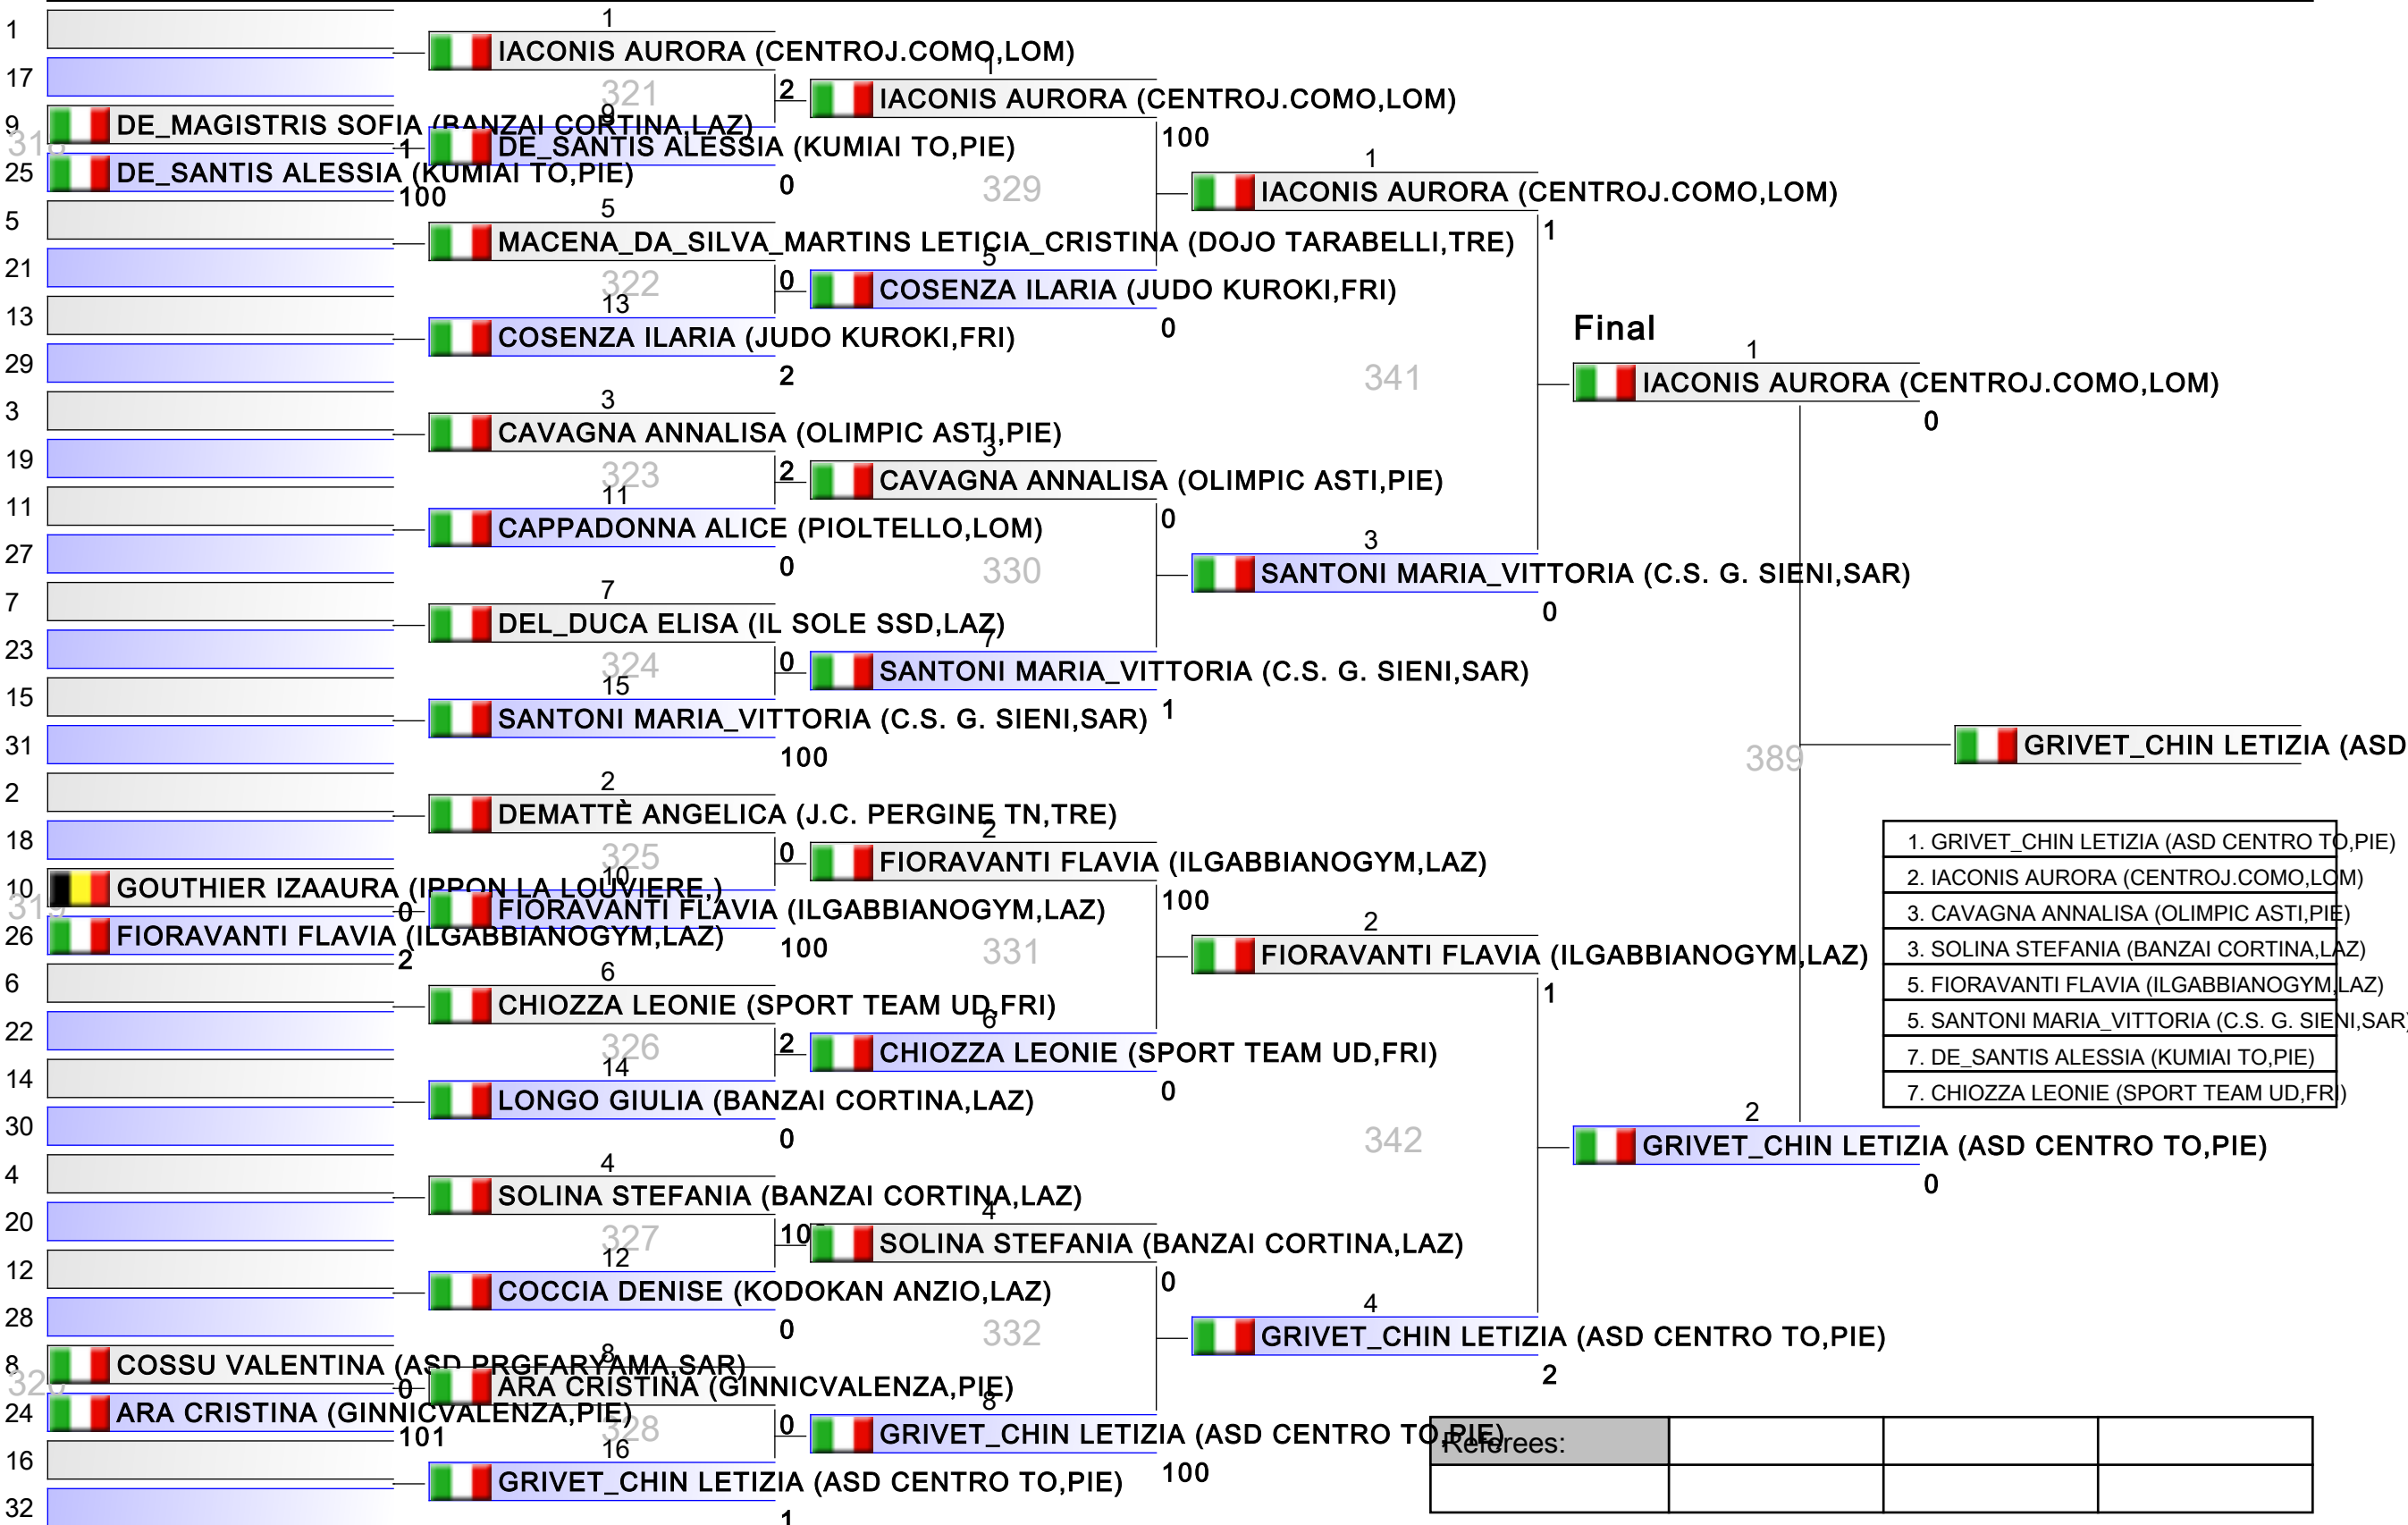 1
17
9
318
25
5
21
13
29
3
19
11
27
7
23
15
31
2
18
10
319
26
6
22
14
30
4
20
12
28
8
24
16
32
DE_MAGISTRIS SOFIA (BANZAI CORTINA,LAZ)
1
DE_SANTIS ALESSIA (KUMIAI TO,PIE)
100
GOUTHIER IZAAURA (IPPON LA LOUVIERE,)
0
FIORAVANTI FLAVIA (ILGABBIANOGYM,LAZ)
2
COSSU VALENTINA (ASD PRGFARYAMA,SAR)
0
ARA CRISTINA (GINNICVALENZA,PIE)
101
1
IACONIS AURORA (CENTROJ.COMO,LOM)
321
2
9
DE_SANTIS ALESSIA (KUMIAI TO,PIE)
0
5
MACENA_DA_SILVA_MARTINS LETICIA_CRISTINA (DOJO TARABELLI,TRE)
322
0
13
COSENZA ILARIA (JUDO KUROKI,FRI)
2
3
CAVAGNA ANNALISA (OLIMPIC ASTI,PIE)
323
2
11
CAPPADONNA ALICE (PIOLTELLO,LOM)
0
7
DEL_DUCA ELISA (IL SOLE SSD,LAZ)
324
0
15
SANTONI MARIA_VITTORIA (C.S. G. SIENI,SAR)
100
2
DEMATTÈ ANGELICA (J.C. PERGINE TN,TRE)
325
0
10
FIORAVANTI FLAVIA (ILGABBIANOGYM,LAZ)
100
6
CHIOZZA LEONIE (SPORT TEAM UD,FRI)
326
2
14
LONGO GIULIA (BANZAI CORTINA,LAZ)
0
4
SOLINA STEFANIA (BANZAI CORTINA,LAZ)
327
12
COCCIA DENISE (KODOKAN ANZIO,LAZ)
0
8
ARA CRISTINA (GINNICVALENZA,PIE)
328
0
16
GRIVET_CHIN LETIZIA (ASD CENTRO TO,PIE)
1
1
IACONIS AURORA (CENTROJ.COMO,LOM)
100
329
5
COSENZA ILARIA (JUDO KUROKI,FRI)
0
3
CAVAGNA ANNALISA (OLIMPIC ASTI,PIE)
0
330
7
SANTONI MARIA_VITTORIA (C.S. G. SIENI,SAR)
1
2
FIORAVANTI FLAVIA (ILGABBIANOGYM,LAZ)
100
331
6
CHIOZZA LEONIE (SPORT TEAM UD,FRI)
0
4
SOLINA STEFANIA (BANZAI CORTINA,LAZ)
0
332
8
GRIVET_CHIN LETIZIA (ASD CENTRO TO,PIE)
100
1
IACONIS AURORA (CENTROJ.COMO,LOM)
1
341
3
SANTONI MARIA_VITTORIA (C.S. G. SIENI,SAR)
0
2
FIORAVANTI FLAVIA (ILGABBIANOGYM,LAZ)
1
342
4
GRIVET_CHIN LETIZIA (ASD CENTRO TO,PIE)
2
Final
1
IACONIS AURORA (CENTROJ.COMO,LOM)
0
389
2
GRIVET_CHIN LETIZIA (ASD CENTRO TO,PIE)
0
GRIVET_CHIN LETIZIA (ASD
1. GRIVET_CHIN LETIZIA (ASD CENTRO TO,PIE)
2. IACONIS AURORA (CENTROJ.COMO,LOM)
3. CAVAGNA ANNALISA (OLIMPIC ASTI,PIE)
3. SOLINA STEFANIA (BANZAI CORTINA,LAZ)
5. FIORAVANTI FLAVIA (ILGABBIANOGYM,LAZ)
5. SANTONI MARIA_VITTORIA (C.S. G. SIENI,SAR)
7. DE_SANTIS ALESSIA (KUMIAI TO,PIE)
7. CHIOZZA LEONIE (SPORT TEAM UD,FRI)
Referees: